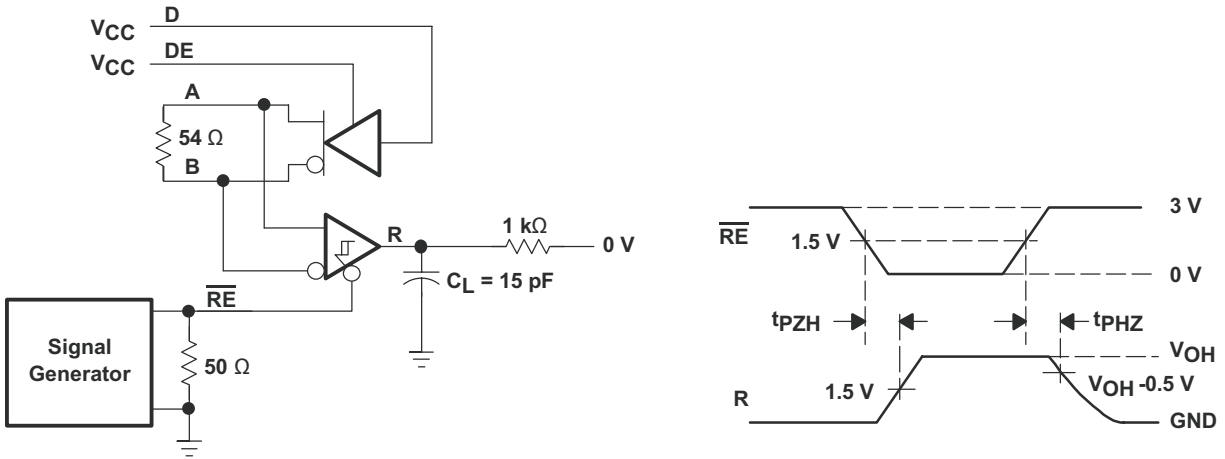 VCC D
VCC DE
A
54 Ω
B
R 1 kΩ 0 V
CL = 15 pF
RE
Signal
Generator
50 Ω
3 V
RE
1.5 V
0 V
tPZH tPHZ
VOH
1.5 V VOH -0.5 V
R
GND